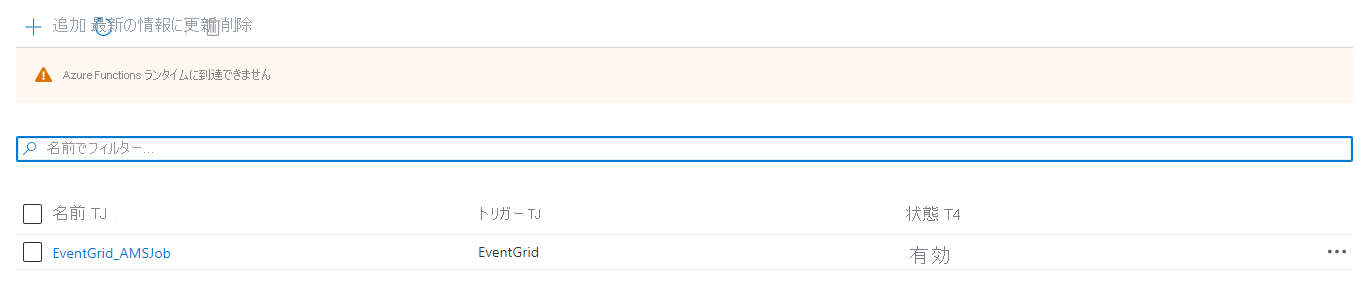 追加 最新の情報に更新 削除
Azure Functions ランタイムに到達できません
名前でフィルター...
名前 TJ トリガー TJ 状態 T4
EventGrid_AMSJob EventGrid 有効